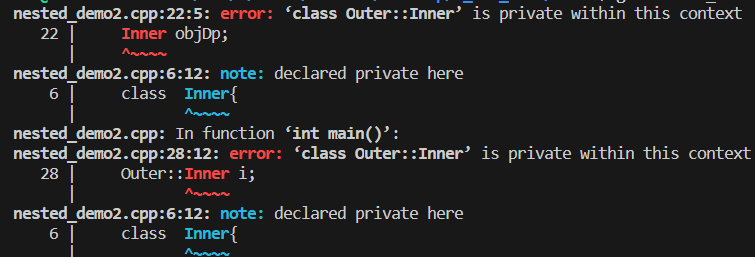 nested_demo2.cpp:22:5: error: ‘class Outer::Inner’ is private within this context
22 | Inner objDp;
| ^~~~~
nested_demo2.cpp:6:12: note: declared private here
6 | class  Inner{
| ^~~~~
nested_demo2.cpp: In function ‘int main()’:
nested_demo2.cpp:28:12: error: ‘class Outer::Inner’ is private within this context
28 | Outer::Inner i;
| ^~~~~
nested_demo2.cpp:6:12: note: declared private here
6 | class  Inner{
| ^~~~~